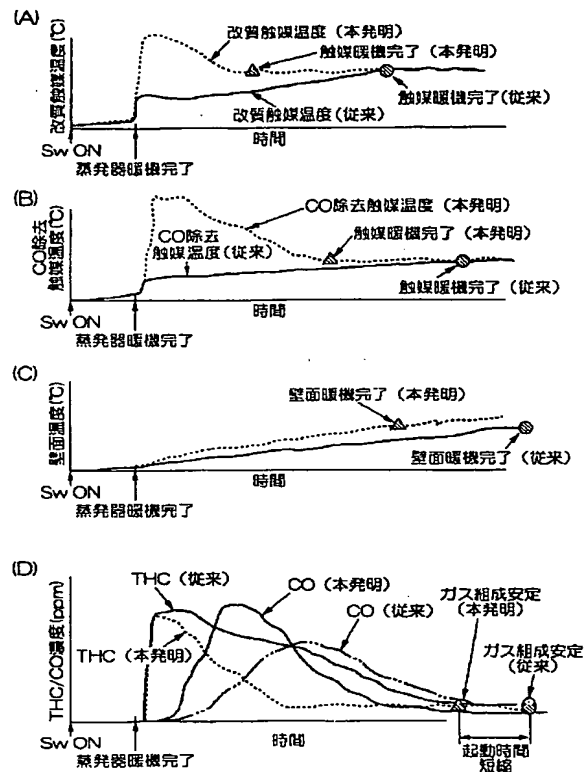 (A)
改質触媒温度(℃)
改質触媒温度(本発明)
触媒暖機完了(本発明)
触媒暖機完了(従来)
改質触媒温度(従来)
時間
Sw ON
蒸発器暖機完了
(B)
CO除去
触媒温度(℃)
CO除去触媒温度(本発明)
CO除去
触媒温度(従来)
触媒暖機完了(本発明)
触媒暖機完了(従来)
時間
Sw ON
蒸発器暖機完了
(C)
壁面温度(℃)
壁面暖機完了(本発明)
壁面暖機完了(従来)
時間
Sw ON
蒸発器暖機完了
(D)
THC/CO濃度(ppm)
THC(従来)
CO(本発明)
CO(従来)
THC(本発明)
ガス組成安定
(本発明)
ガス組成安定
(従来)
時間
Sw ON
蒸発器暖機完了
起動時間
短縮